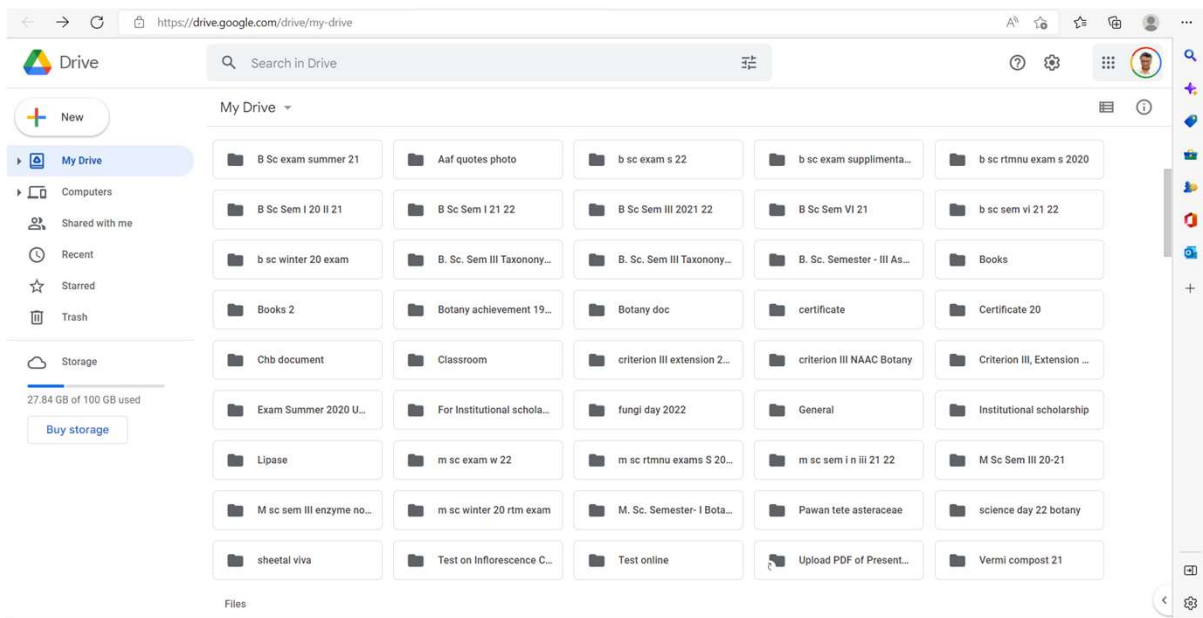 https://drive.google.com/drive/my-drive
Drive
Search in Drive
New
My Drive
My Drive
Computers
Shared with me
Recent
Starred
Trash
Storage
27.84 GB of 100 GB used
Buy storage
B Sc exam summer 21
Aaf quotes photo
b sc exam s 22
b sc exam supplimenta...
b sc rtmnu exam s 2020
B Sc Sem I 20 II 21
B Sc Sem I 21 22
B Sc Sem III 2021 22
B Sc Sem VI 21
b sc sem vi 21 22
b sc winter 20 exam
B. Sc. Sem III Taxonony...
B. Sc. Sem III Taxonony...
B. Sc. Semester - III As...
Books
Books 2
Botany achievement 19...
Botany doc
certificate
Certificate 20
Chb document
Classroom
criterion III extension 2...
criterion III NAAC Botany
Criterion III, Extension ...
Exam Summer 2020 U...
For Institutional schola...
fungi day 2022
General
Institutional scholarship
Lipase
m sc exam w 22
m sc rtmnu exams S 20...
m sc sem i n iii 21 22
M Sc Sem III 20-21
M sc sem III enzyme no...
m sc winter 20 rtm exam
M. Sc. Semester- I Bota...
Pawan tete asteraceae
science day 22 botany
sheetal viva
Test on Inflorescence C...
Test online
Upload PDF of Present...
Vermi compost 21
Files